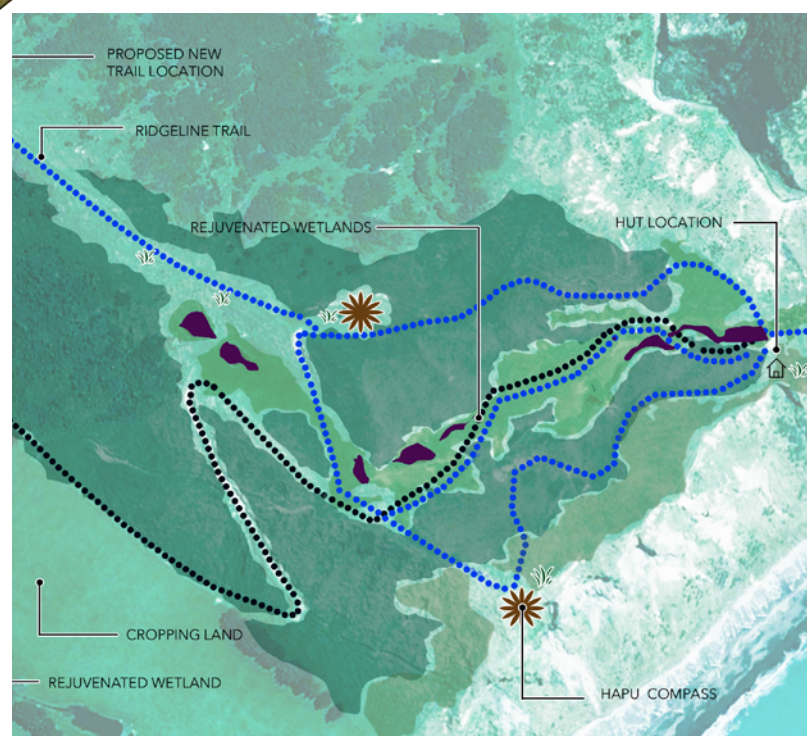 PROPOSED NEW
TRAIL LOCATION
RIDGELINE TRAIL
REJUVENATED WETLANDS
HUT LOCATION
CROPPING LAND
REJUVENATED WETLAND
HAPU COMPASS